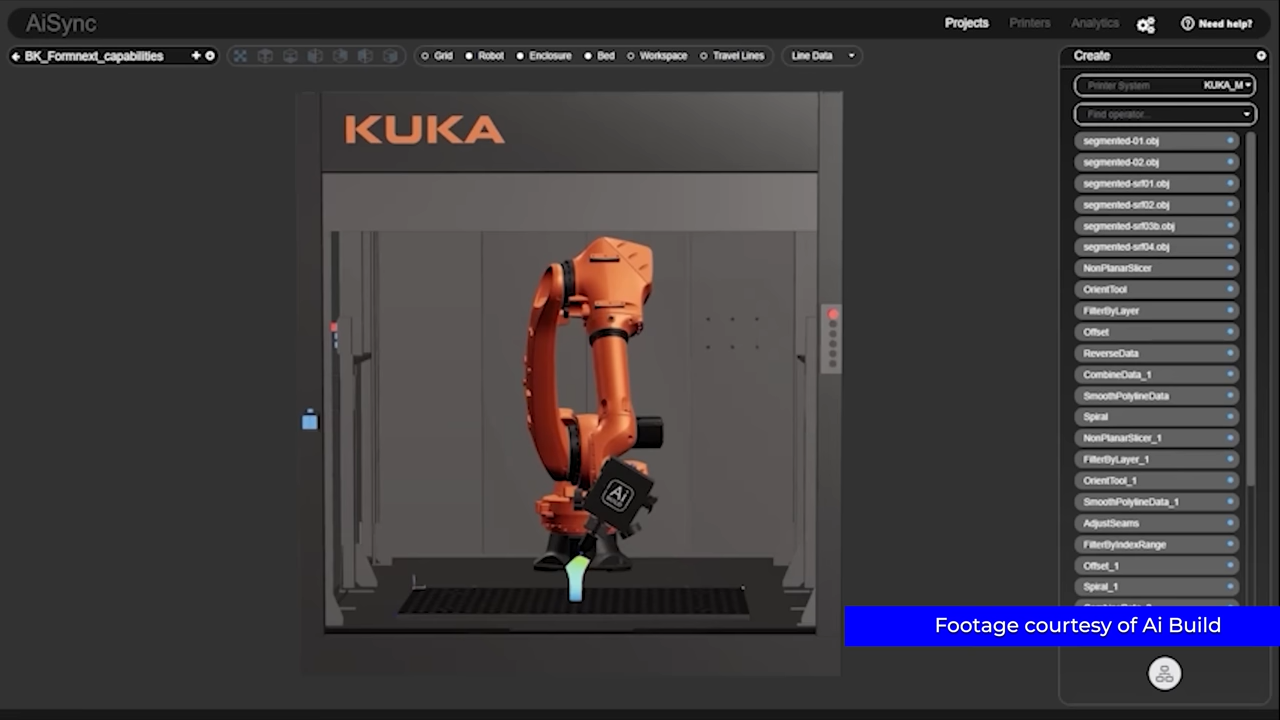 AiSync
Projects Printers Analytics Need help?
BK_Formnext_capabilities
Grid Robot Enclosure Bed Workspace Travel Lines Line Data
Create
Printer System KUKA_M
Find operator...
KUKA
segmented-01.obj
segmented-02.obj
segmented-srf01.obj
segmented-srf02.obj
segmented-srf03b.obj
segmented-srf04.obj
NonPlanarSlicer
OrientTool
FilterByLayer
Offset
ReverseData
CombineData_1
SmoothPolylineData
Spiral
NonPlanarSlicer_1
FilterByLayer_1
OrientTool_1
SmoothPolylineData_1
AdjustSeams
FilterByIndexRange
Offset_1
Spiral_1
Ai
BUILD
Footage courtesy of Ai Build